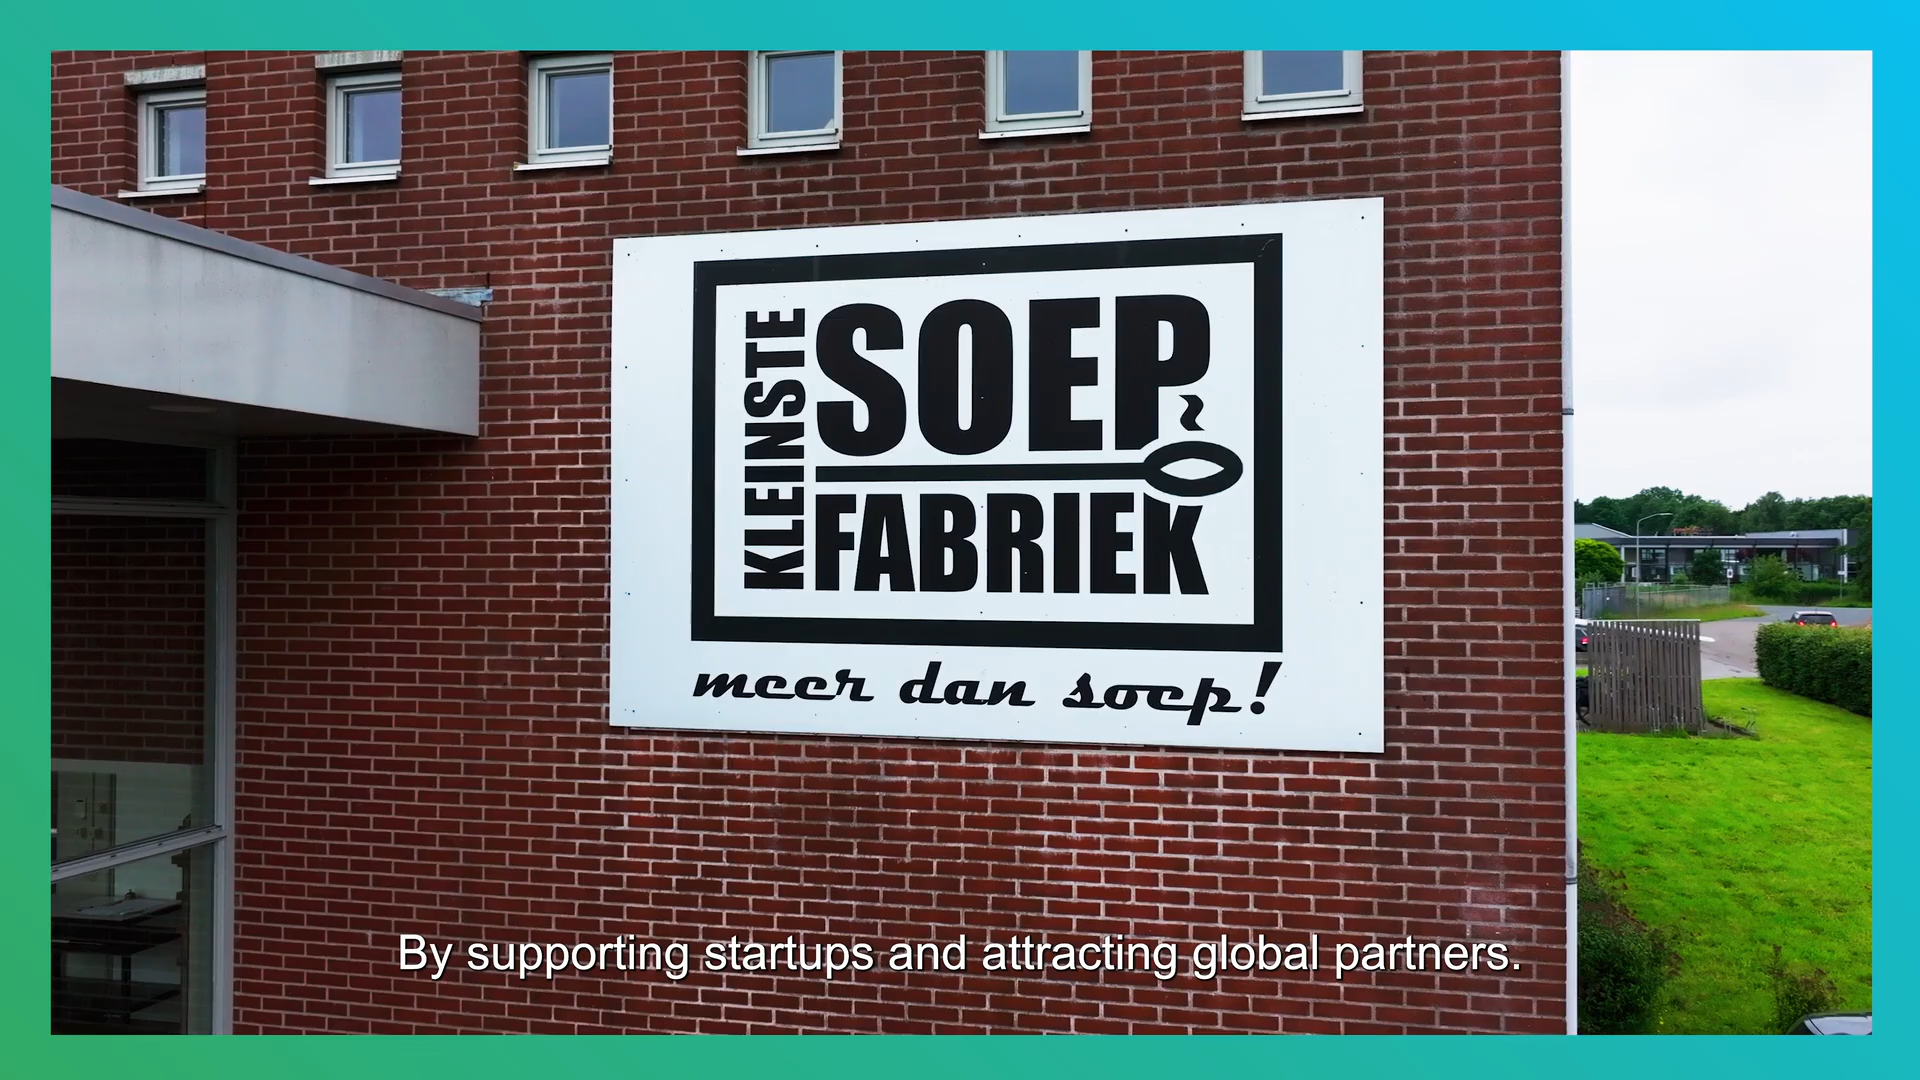 KLEINSTE
SOEP
FABRIEK
meer dan soep!
By supporting startups and attracting global partners.